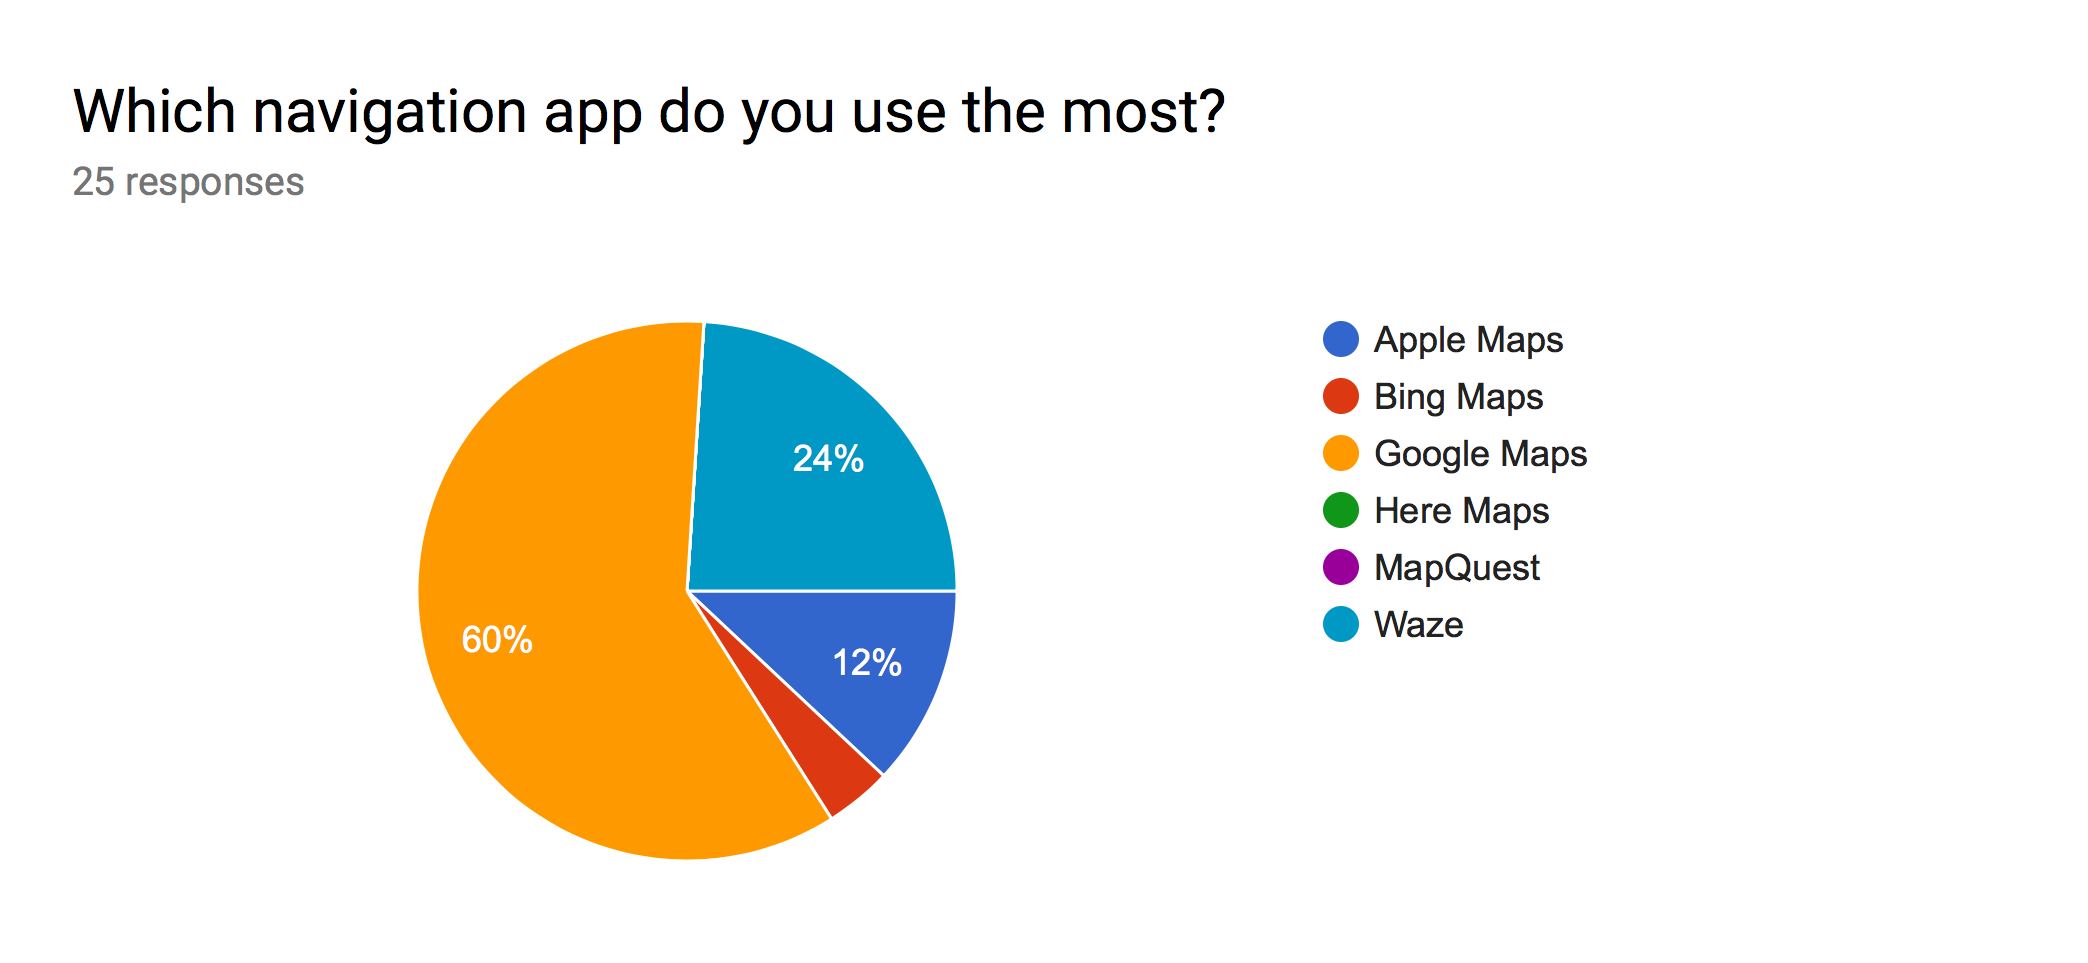 Which navigation app do you use the most?
25 responses
24%
60%
12%
Apple Maps
Bing Maps
Google Maps
Here Maps
MapQuest
Waze